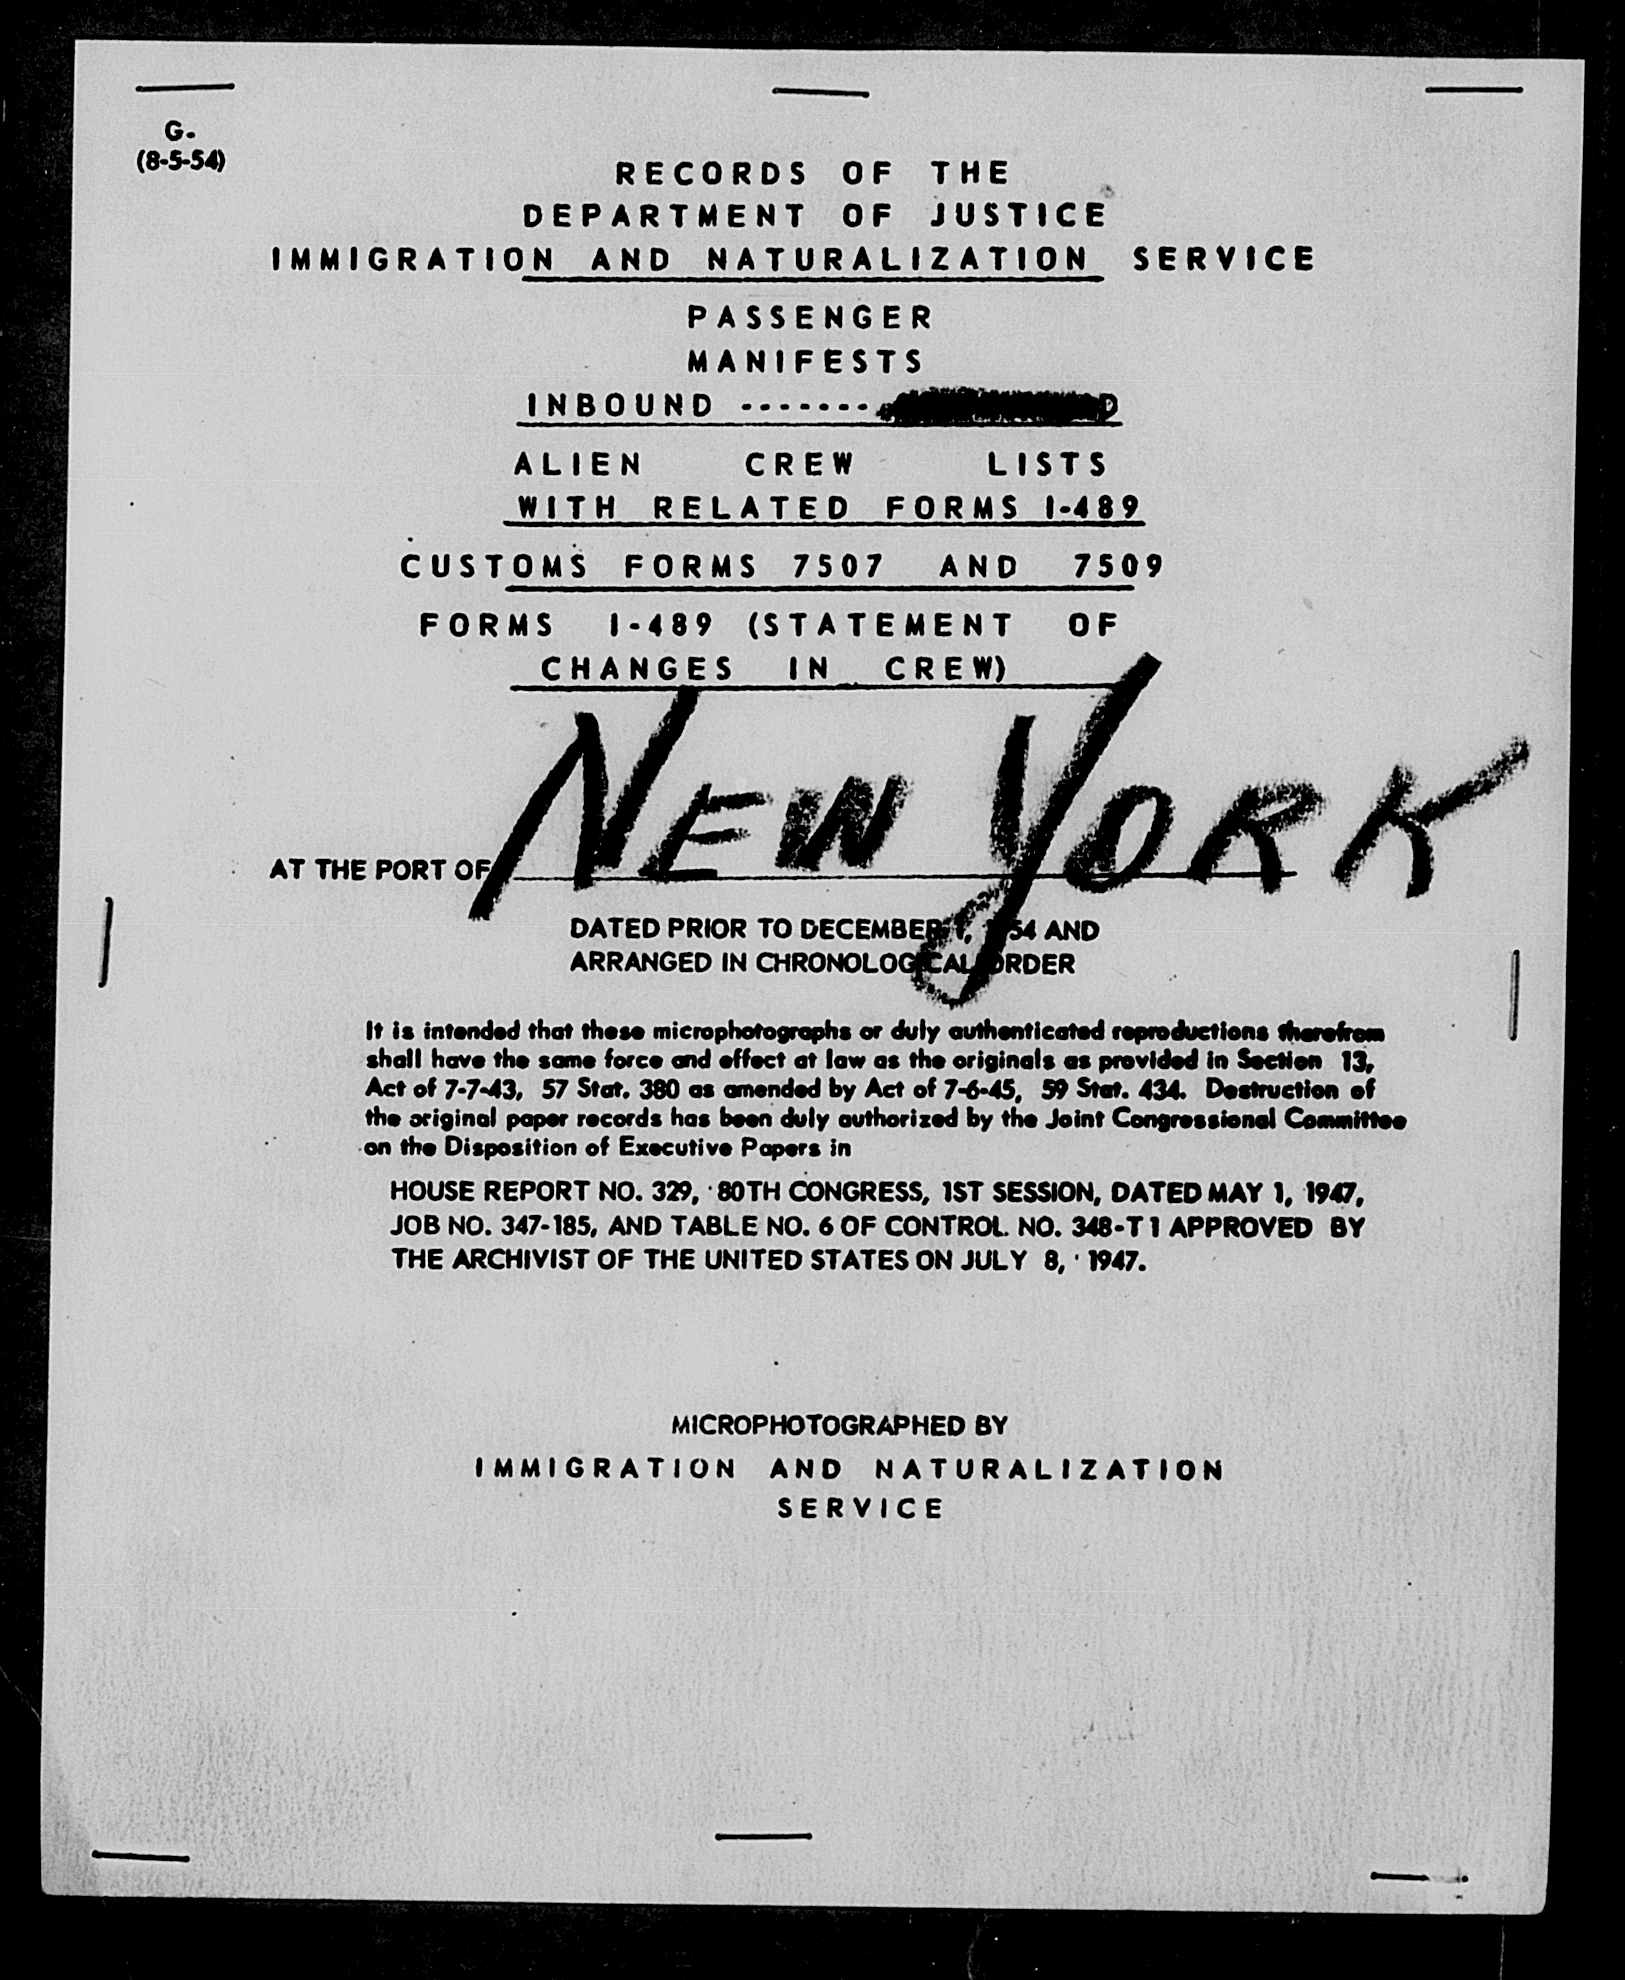 G-
(8-5-54)
RECORDS OF THE
DEPARTMENT OF JUSTICE
IMMIGRATION AND NATURALIZATION SERVICE
PASSENGER
MANIFESTS
INBOUND -------
ALIEN CREW LISTS
WITH RELATED FORMS I-489
CUSTOMS FORMS 7507 AND 7509
FORMS I-489 (STATEMENT OF
CHANGES IN CREW)
AT THE PORT OF NEW YORK
DATED PRIOR TO DECEMBER 1, 1954 AND
ARRANGED IN CHRONOLOGICAL ORDER
It is intended that these microphotographs or duly authenticated reproductions therefrom
shall have the same force and effect at law as the originals as provided in Section 13,
Act of 7-7-43, 57 Stat. 380 as amended by Act of 7-6-45, 59 Stat. 434. Destruction of
the original paper records has been duly authorized by the Joint Congressional Committee
on the Disposition of Executive Papers in
HOUSE REPORT NO. 329, 80TH CONGRESS, 1ST SESSION, DATED MAY 1, 1947,
JOB NO. 347-185, AND TABLE NO. 6 OF CONTROL NO. 348-T1 APPROVED BY
THE ARCHIVIST OF THE UNITED STATES ON JULY 8, 1947.
MICROPHOTOGRAPHED BY
IMMIGRATION AND NATURALIZATION
SERVICE